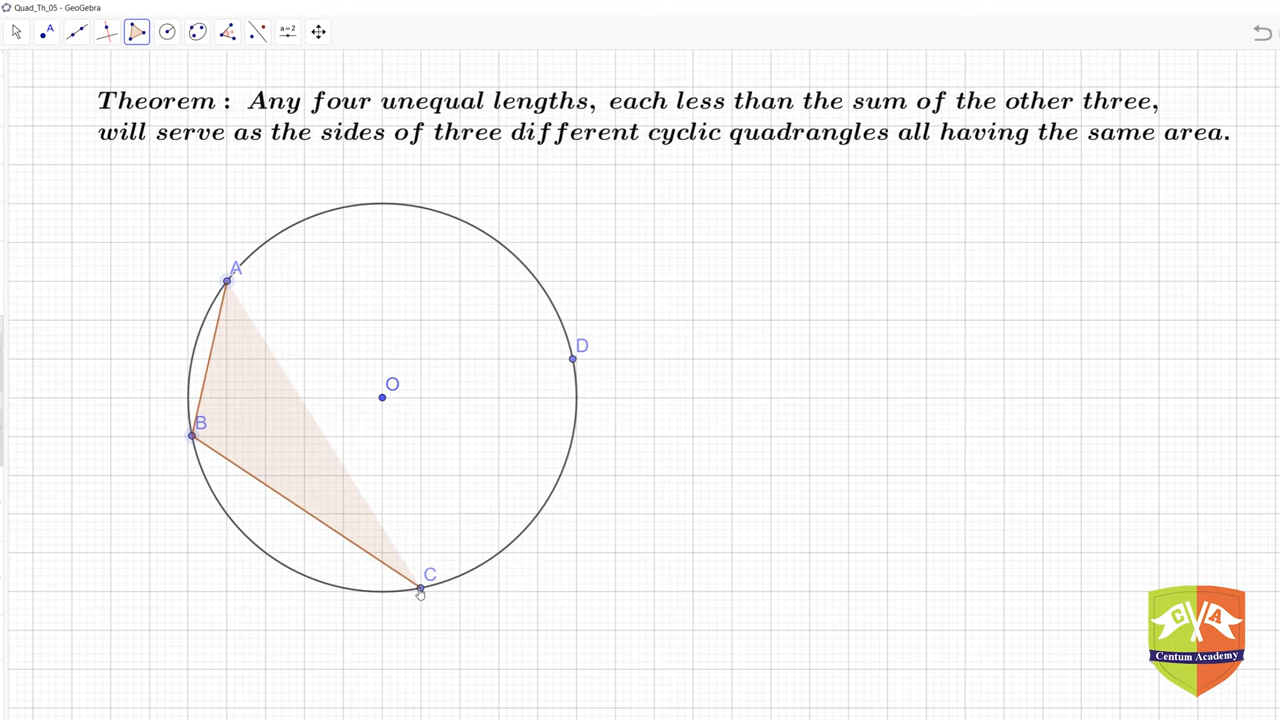 Quad_Th_05 - GeoGebra
A
a=2
Theorem : Any four unequal lengths, each less than the sum of the other three,
will serve as the sides of three different cyclic quadrangles all having the same area.
A
D
O
B
C
C A
Centum Academy